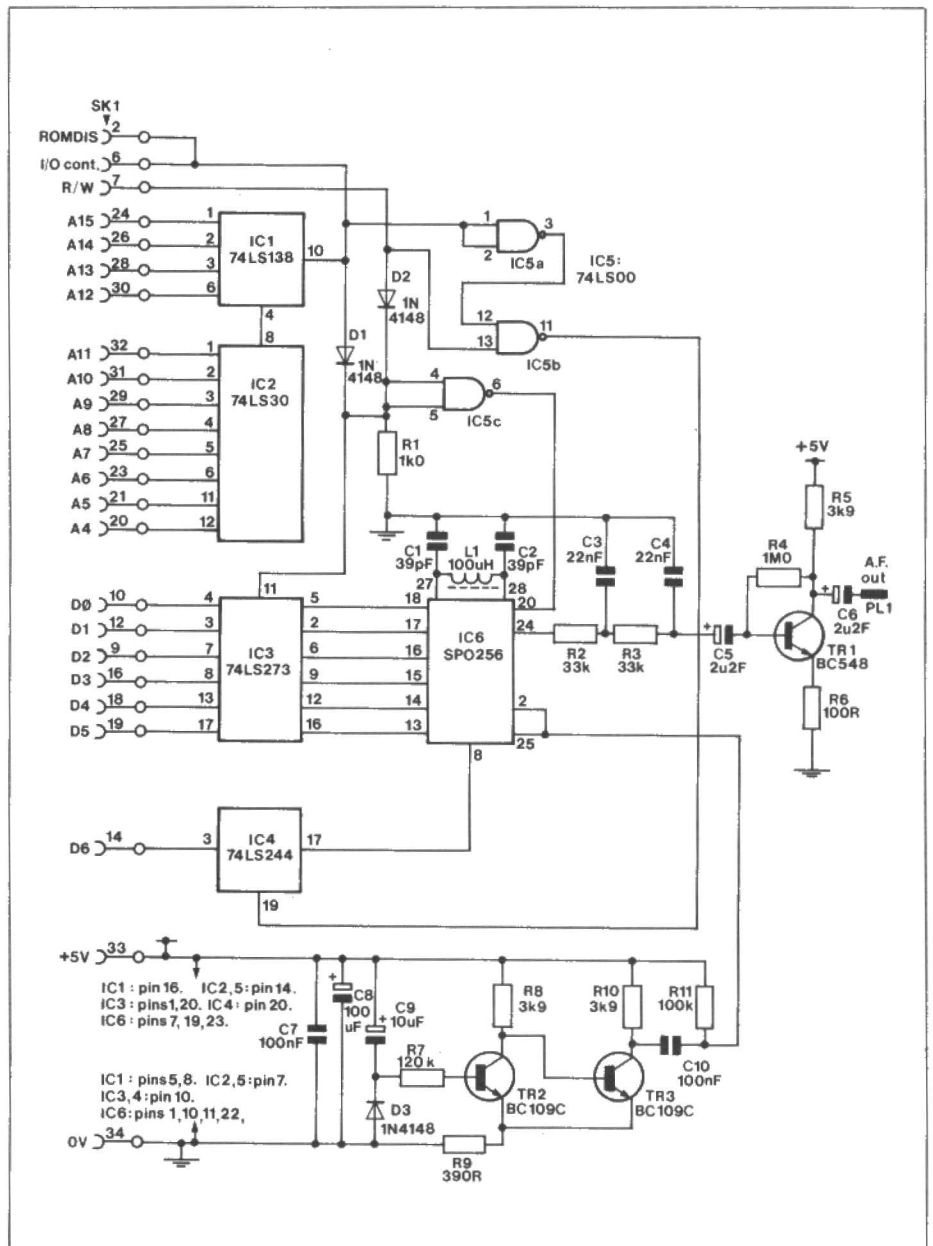 SK1
ROMDIS 2
I/O cont. 6
R/W 7
A15 24 1
A14 26 2
A13 28 3
A12 30 6
IC1
74LS138
10
4
8
A11 32 1
A10 31 2
A9 29 3
A8 27 4
A7 25 5
A6 23 6
A5 21 11
A4 20 12
IC2
74LS30
D1
1N
4148
D2
1N
4148
1
2
3
IC5a
IC5:
74LS00
12
13
11
IC5b
4
5
6
IC5c
R1
1k0
C1
39pF
L1
100uH
C2
39pF
C3
22nF
C4
22nF
27
28
+5V
R5
3k9
R4
1M0
A.F.
out
PL1
+
C6
2u2F
TR1
BC548
R6
100R
+
C5
2u2F
R2
33k
R3
33k
D0 10 4
D1 12 3
D2 9 7
D3 16 8
D4 18 13
D5 19 17
11
IC3
74LS273
5 18
2 17
6 16
9 15
12 14
16 13
IC6
SPO256
20
24
2
25
8
D6 14 3
IC4
74LS244
17
19
+5V 33
IC1 : pin 16. IC2, 5: pin 14.
IC3 : pins 1,20. IC4 : pin 20.
IC6 : pins 7, 19, 23.
IC1 : pins 5, 8. IC2, 5: pin 7.
IC3, 4: pin 10.
IC6: pins 1, 10, 11, 22,
0V 34
C7
100nF
+
C8
100
uF
+
C9
10uF
R7
120k
D3
1N4148
R8
3k9
TR2
BC109C
R9
390R
R10
3k9
R11
100k
C10
100nF
TR3
BC109C